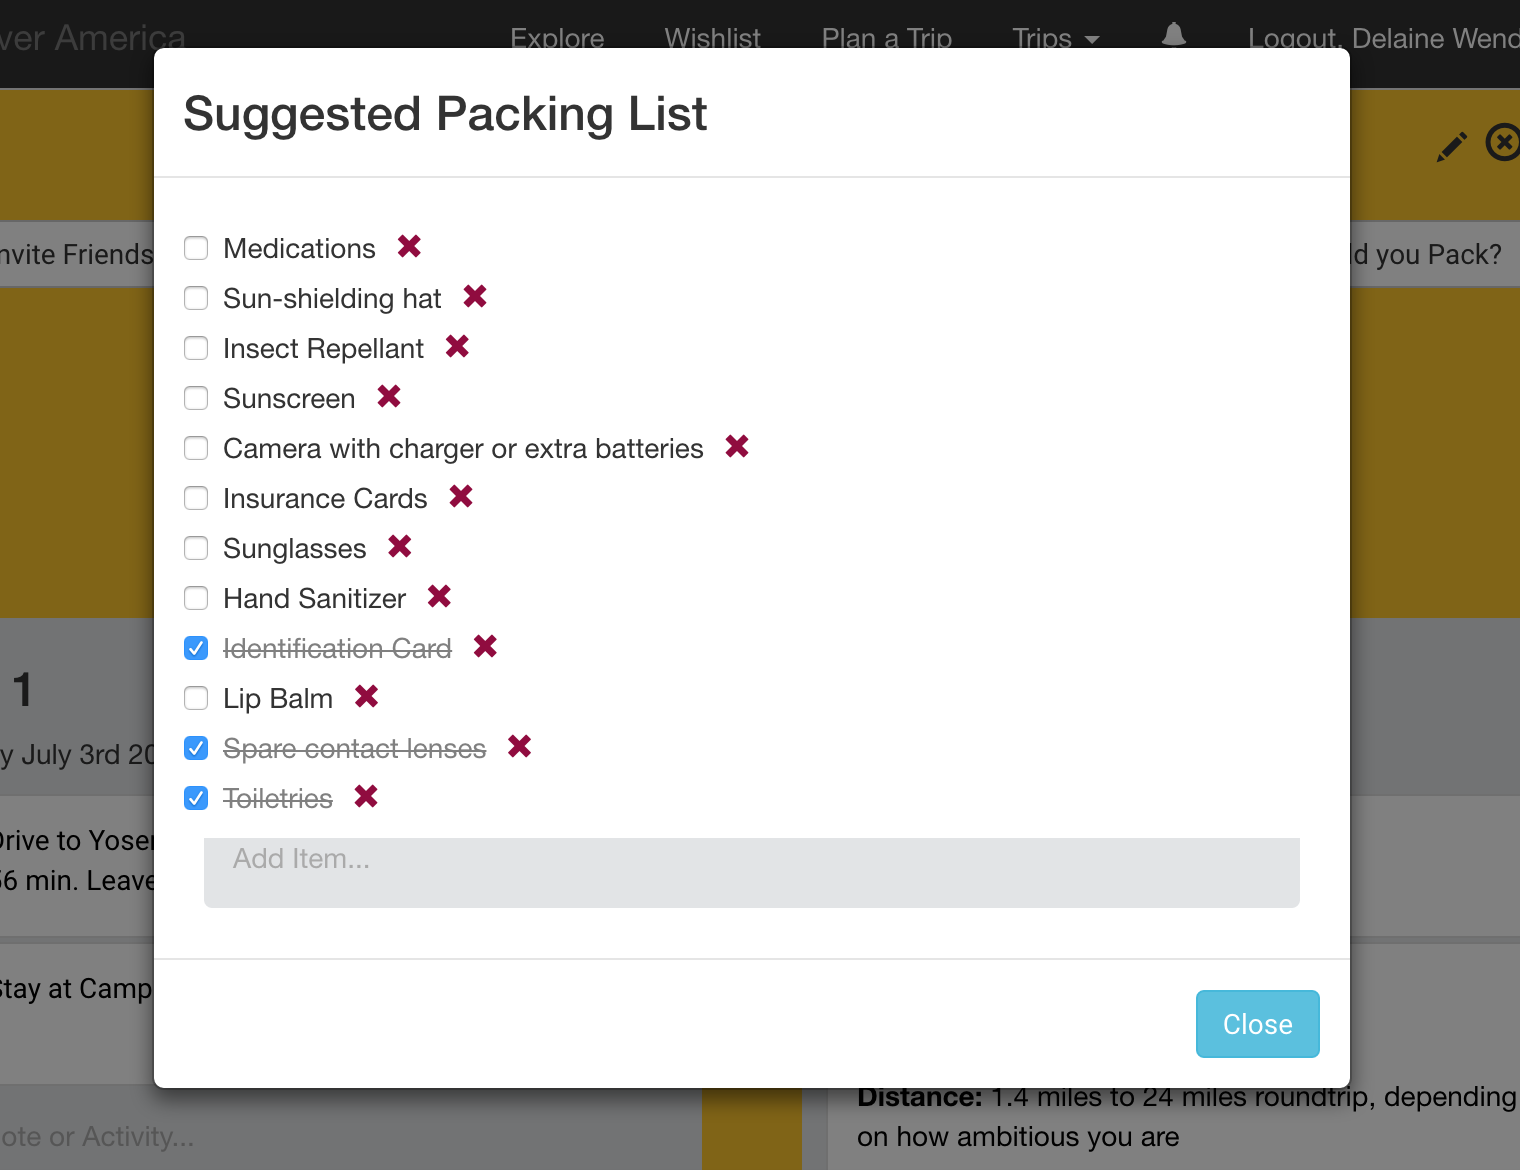 ver America
Explore
Wishlist
Plan a Trip
Trips
Logout, Delaine Wend
Suggested Packing List
nvite Friends
ld you Pack?
Medications
Sun-shielding hat
Insect Repellant
Sunscreen
Camera with charger or extra batteries
Insurance Cards
Sunglasses
Hand Sanitizer
Identification Card
Lip Balm
Spare contact lenses
Toiletries
Add Item...
1
y July 3rd 20
Drive to Yosem
56 min. Leave
Stay at Camp
Close
Distance: 1.4 miles to 24 miles roundtrip, depending
on how ambitious you are
ote or Activity...